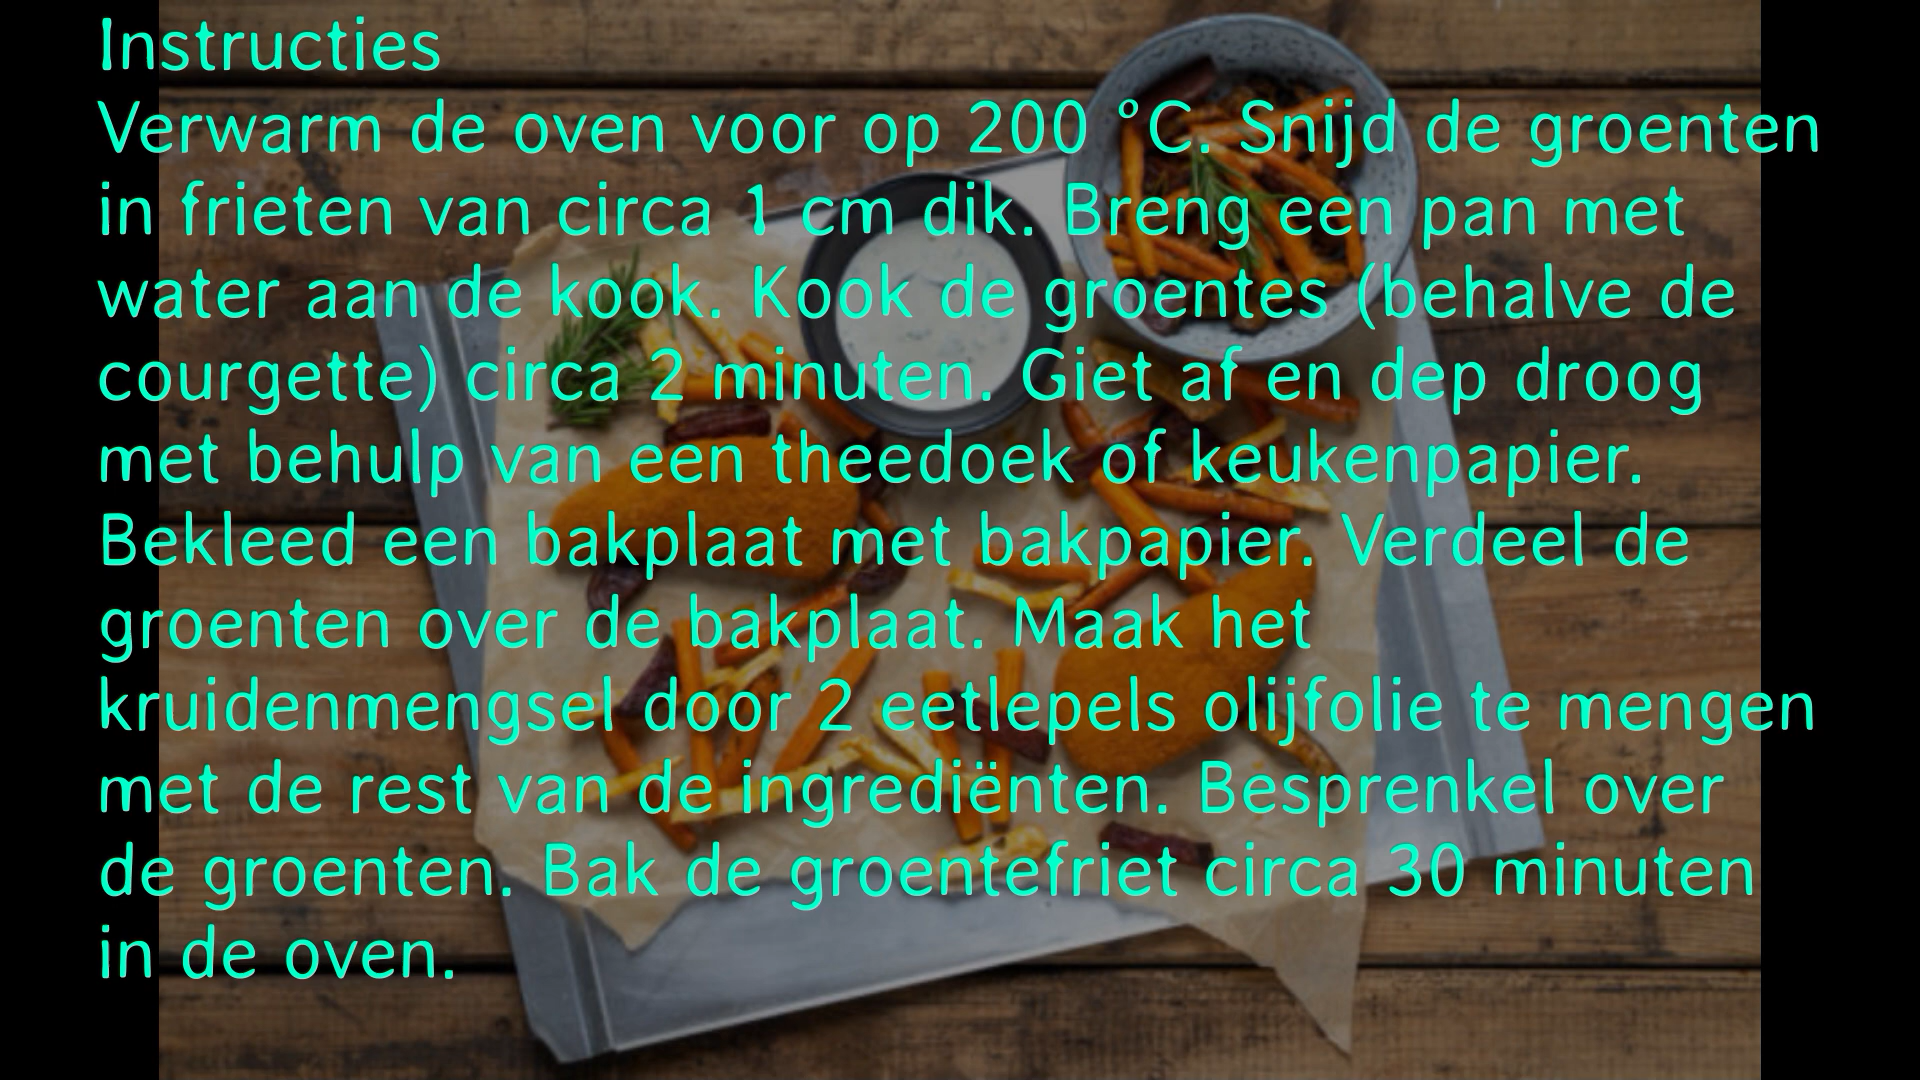 Instructies
Verwarm de oven voor op 200 °C. Snijd de groenten
in frieten van circa 1 cm dik. Breng een pan met
water aan de kook. Kook de groentes (behalve de
courgette) circa 2 minuten. Giet af en dep droog
met behulp van een theedoek of keukenpapier.
Bekleed een bakplaat met bakpapier. Verdeel de
groenten over de bakplaat. Maak het
kruidenmengsel door 2 eetlepels olijfolie te mengen
met de rest van de ingrediënten. Besprenkel over
de groenten. Bak de groentefriet circa 30 minuten
in de oven.